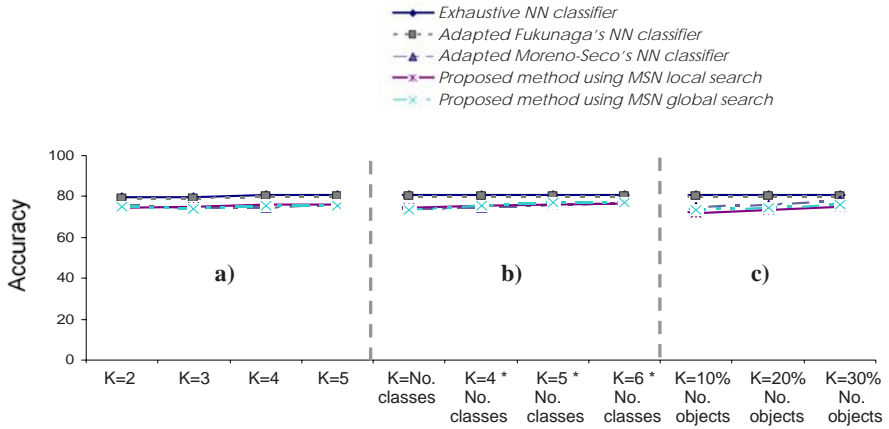 Exhaustive NN classifier
Adapted Fukunaga's NN classifier
Adapted Moreno-Seco's NN classifier
Proposed method using MSN local search
Proposed method using MSN global search
Accuracy
100
80
60
40
20
0
a)
b)
c)
K=2
K=3
K=4
K=5
K=No.
classes
K=4 *
No.
classes
K=5 *
No.
classes
K=6 *
No.
classes
K=10%
No.
objects
K=20%
No.
objects
K=30%
No.
objects